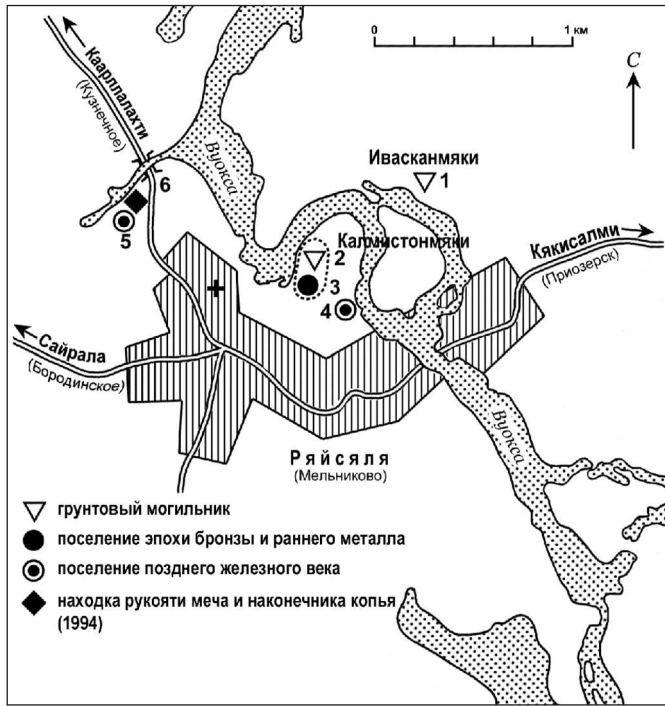 0
1 км
С
Каарллалахти
(Кузнечное)
Вуокса
6
5
Ивасканмяки
1
Калмистонмяки
2
3
4
Кякисалми
(Приозерск)
Сайрала
(Бородинское)
Вуокса
Ряйсяля
(Мельниково)
грунтовый могильник
поселение эпохи бронзы и раннего металла
поселение позднего железного века
находка рукояти меча и наконечника копья
(1994)